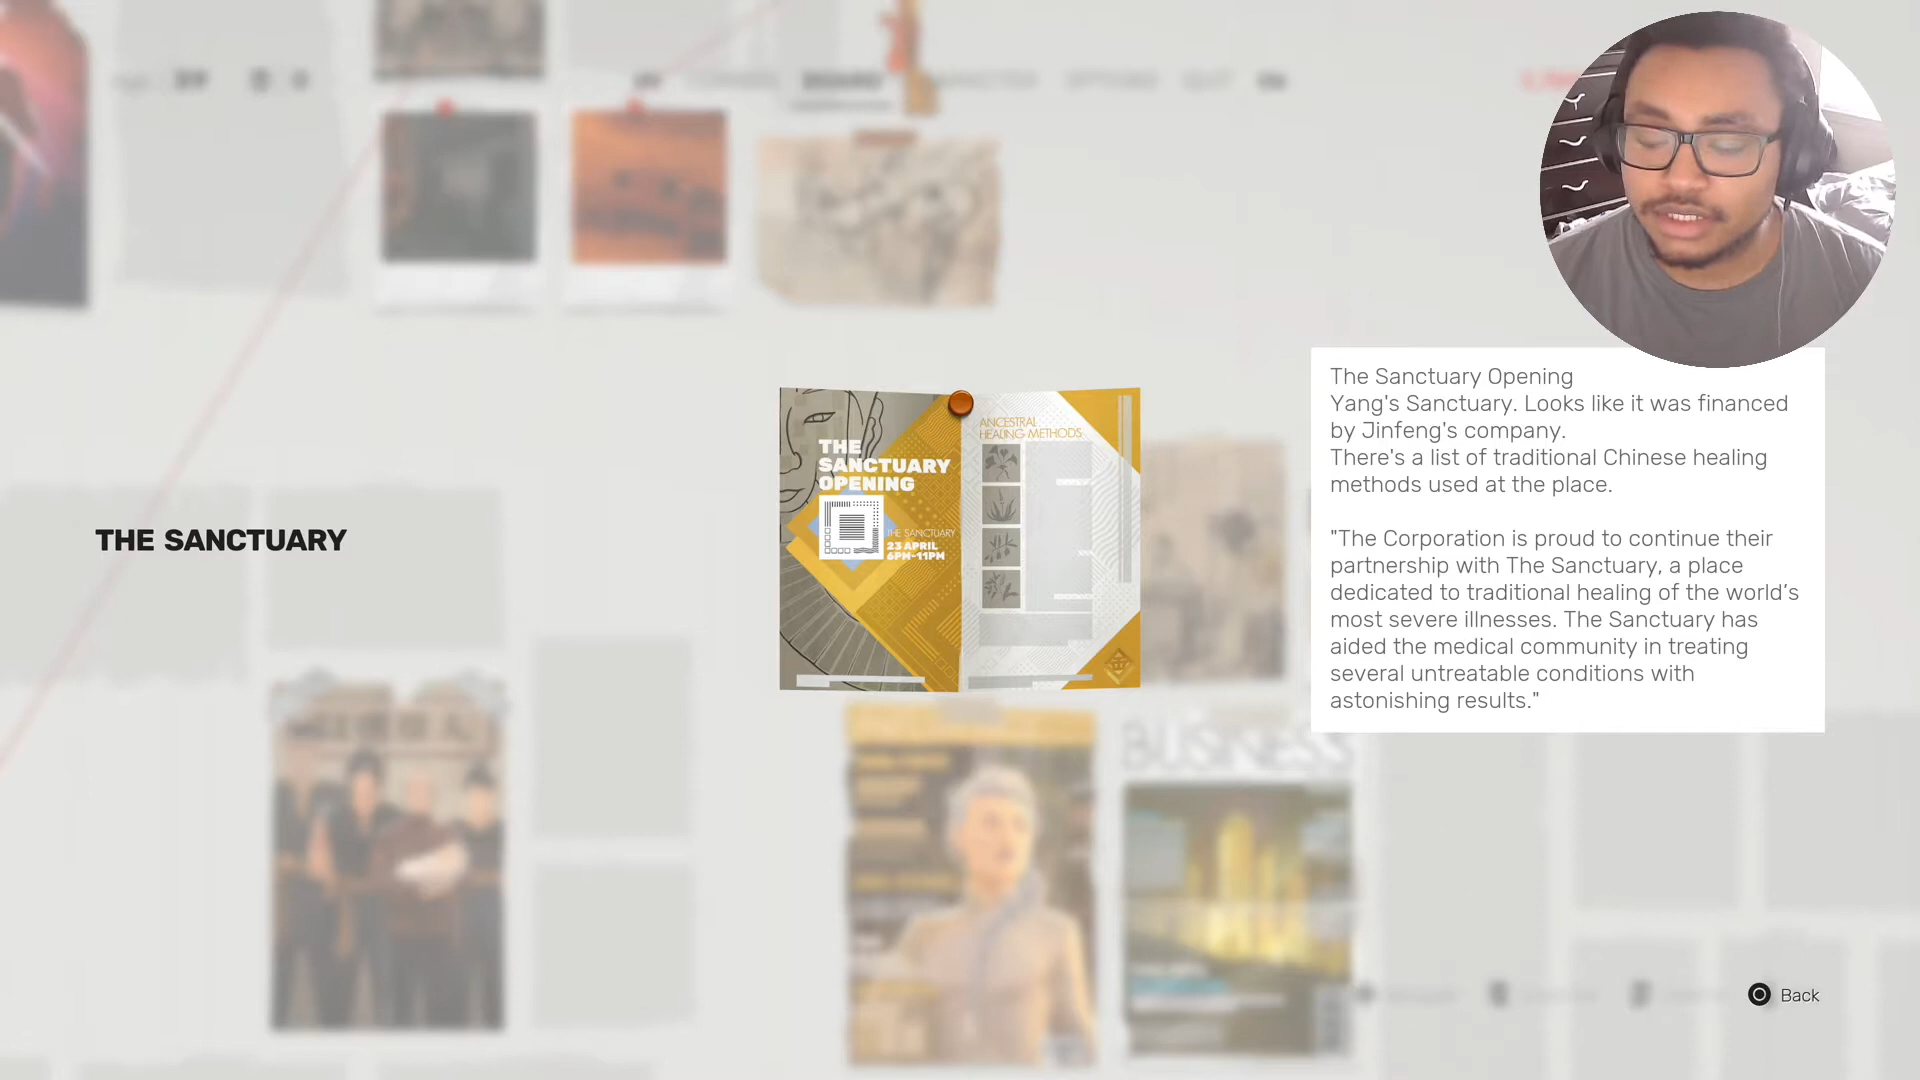 THE SANCTUARY
THE
SANCTUARY
OPENING
THE SANCTUARY
23 APRIL
6PM-11PM
ANCESTRAL
HEALING METHODS
The Sanctuary Opening
Yang's Sanctuary. Looks like it was financed
by Jinfeng's company.
There's a list of traditional Chinese healing
methods used at the place.
"The Corporation is proud to continue their
partnership with The Sanctuary, a place
dedicated to traditional healing of the world’s
most severe illnesses. The Sanctuary has
aided the medical community in treating
several untreatable conditions with
astonishing results."
BUSINESS
Back